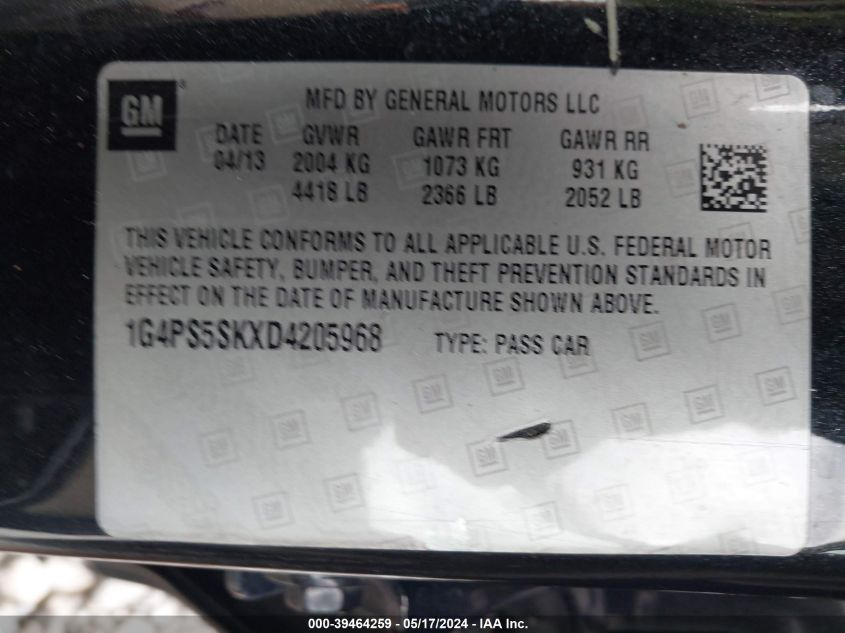 GM ® MFD BY GENERAL MOTORS LLC
DATE GVWR GAWR FRT GAWR RR
04/13 2004 KG 1073 KG 931 KG
4418 LB 2366 LB 2052 LB
THIS VEHICLE CONFORMS TO ALL APPLICABLE U.S. FEDERAL MOTOR
VEHICLE SAFETY, BUMPER, AND THEFT PREVENTION STANDARDS IN
EFFECT ON THE DATE OF MANUFACTURE SHOWN ABOVE.
1G4PS5SKXD4205968 TYPE: PASS CAR
000-39464259 - 05/17/2024 - IAA Inc.